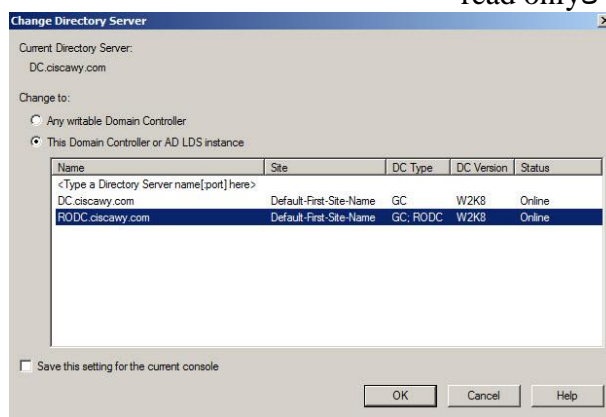 read only
Change Directory Server
Current Directory Server:
DC.ciscawy.com
Change to:
Any writable Domain Controller
This Domain Controller or AD LDS instance
Name Site DC Type DC Version Status
<Type a Directory Server name[:port] here>
DC.ciscawy.com Default-First-Site-Name GC W2K8 Online
RODC.ciscawy.com Default-First-Site-Name GC; RODC W2K8 Online
Save this setting for the current console
OK Cancel Help